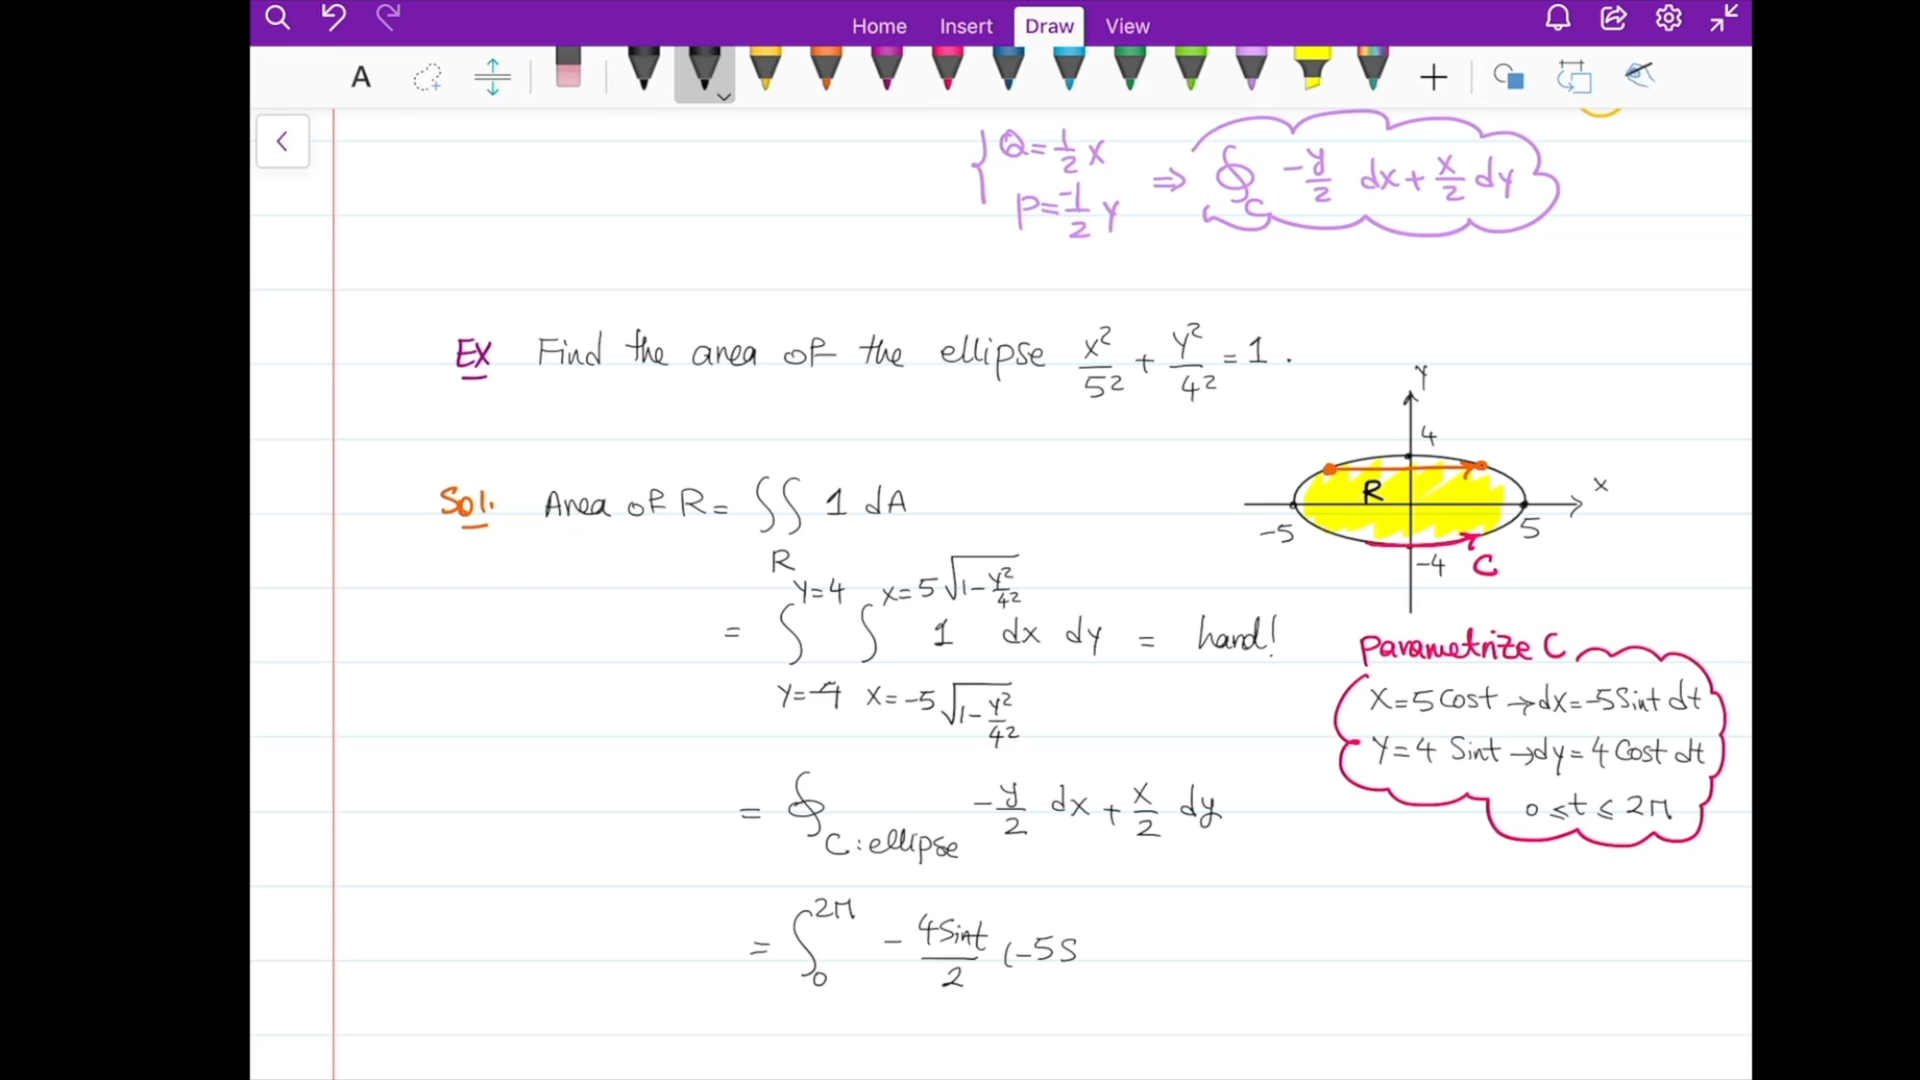 Home Insert Draw View
A
{ Q = 1/2 x
P = -1/2 y ⇒ ∮_C -y/2 dx + x/2 dy
Ex Find the area of the ellipse x²/5² + y²/4² = 1 .
Y
4
x
R
-5
5
-4
C
Sol: Area of R = ∬_R 1 dA
= ∫_{y=-4}^{y=4} ∫_{x=-5√(1-y²/4²)}^{x=5√(1-y²/4²)} 1 dx dy = hard!
Parametrize C
x = 5 Cost → dx = -5 Sint dt
y = 4 Sint → dy = 4 Cost dt
0 ≤ t ≤ 2π
= ∮_{C: ellipse} -y/2 dx + x/2 dy
= ∫_0^{2π} - 4Sint/2 (-5S